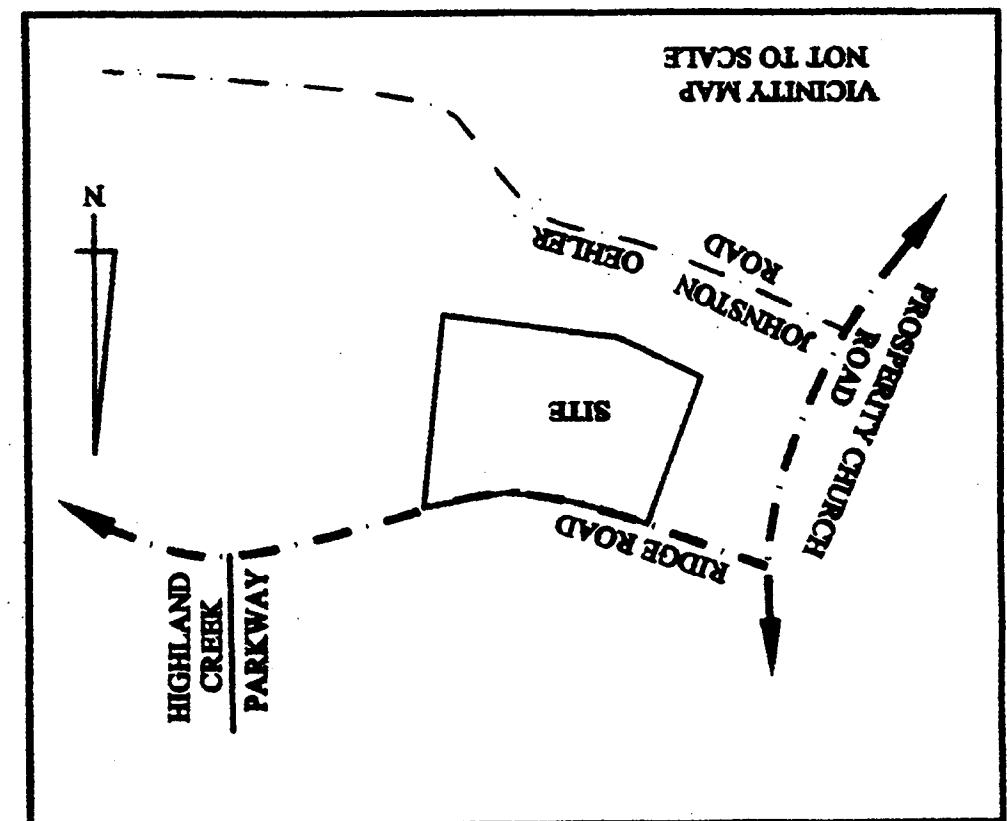 VICINITY MAP
NOT TO SCALE
N
OEHLER
JOHNSTON
ROAD
PROSPERITY CHURCH
ROAD
SITE
RIDGE ROAD
HIGHLAND
CREEK
PARKWAY